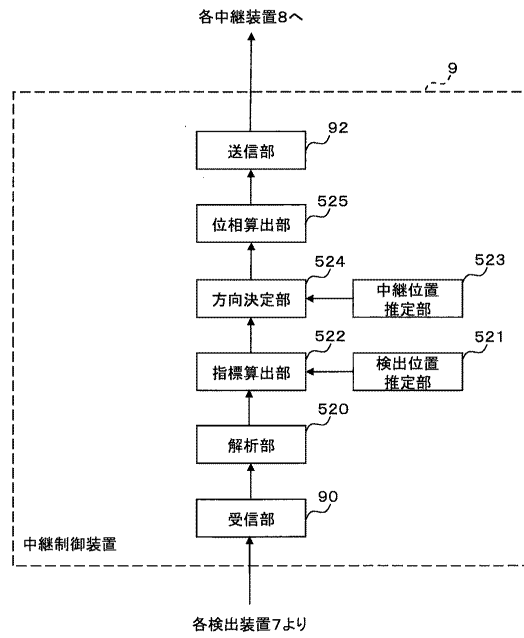 各中継装置8へ
9
92
送信部
525
位相算出部
524
523
方向決定部
中継位置
推定部
522
521
指標算出部
検出位置
推定部
520
解析部
90
受信部
中継制御装置
各検出装置7より